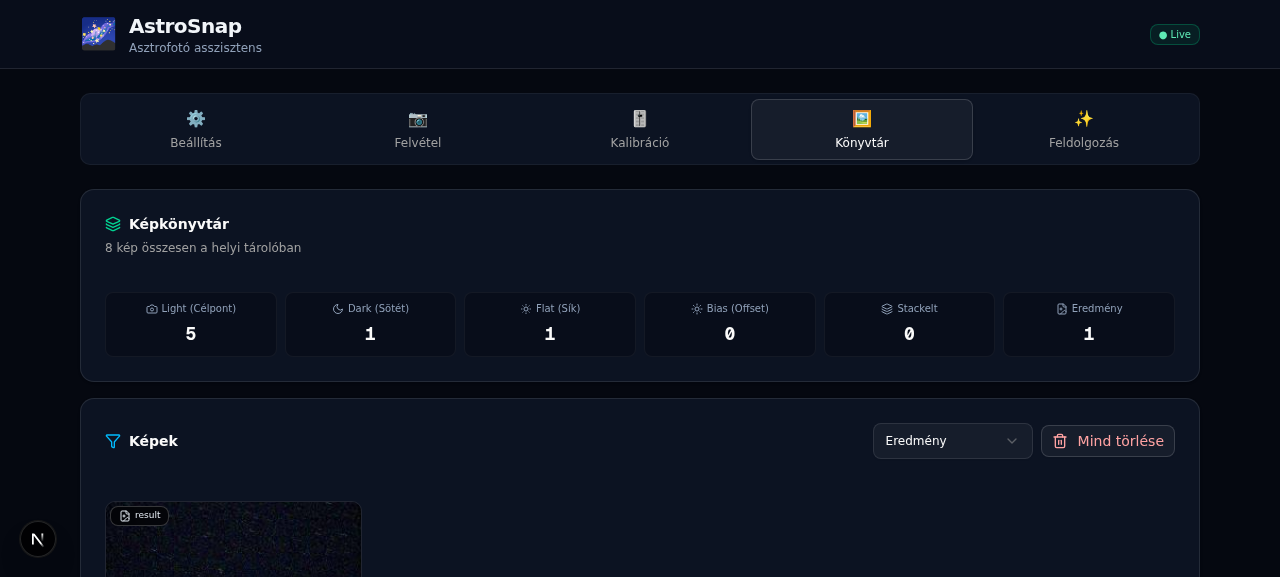 AstroSnap
Asztrofotó asszisztens
Live
Beállítás
Felvétel
Kalibráció
Könyvtár
Feldolgozás
Képkönyvtár
8 kép összesen a helyi tárolóban
Light (Célpont)
5
Dark (Sötét)
1
Flat (Sík)
1
Bias (Offset)
0
Stackelt
0
Eredmény
1
Képek
Eredmény
Mind törlése
result
N